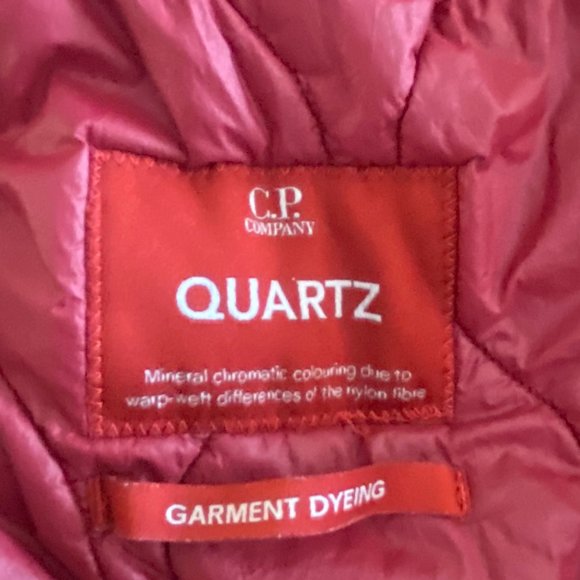 C.P.
COMPANY
QUARTZ
Mineral chromatic colouring due to
warp-weft differences of the nylon fibre
GARMENT DYEING